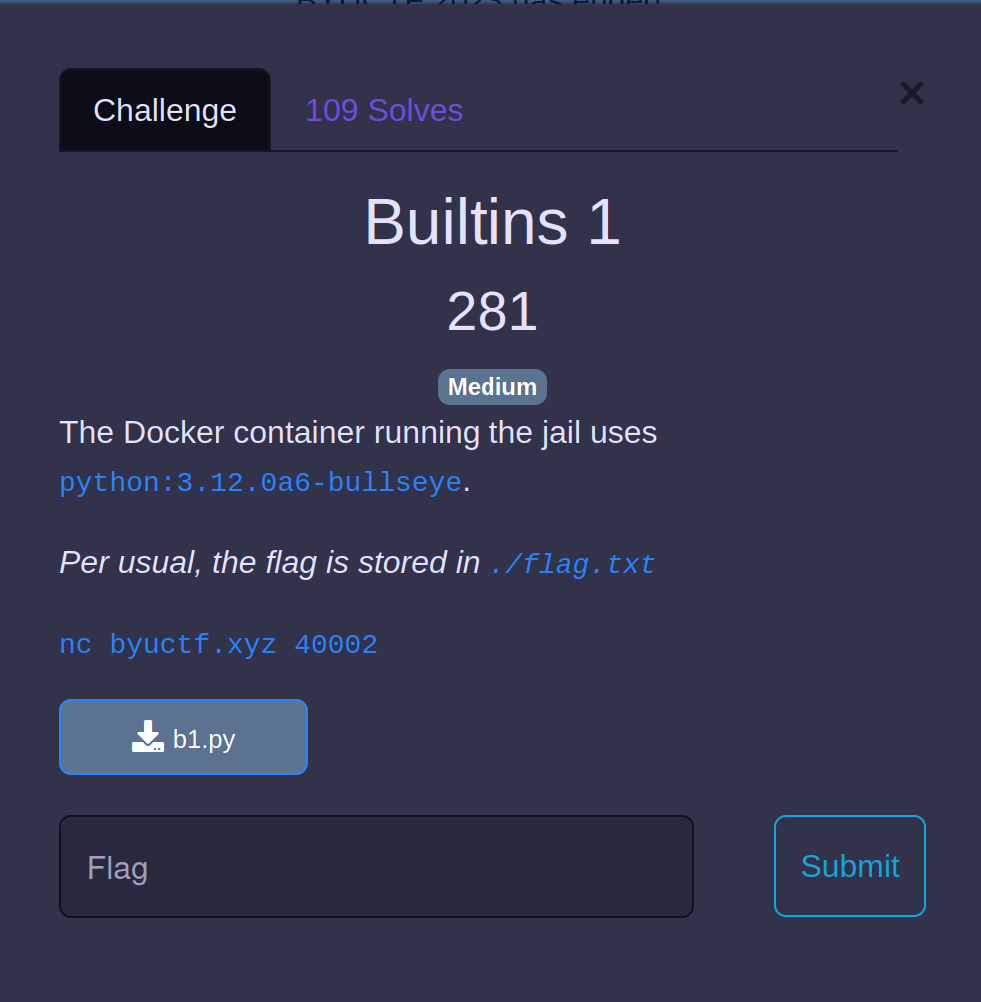 Challenge
109 Solves
×
Builtins 1
281
Medium
The Docker container running the jail uses
python:3.12.0a6-bullseye.
Per usual, the flag is stored in ./flag.txt
nc byuctf.xyz 40002
b1.py
Flag
Submit